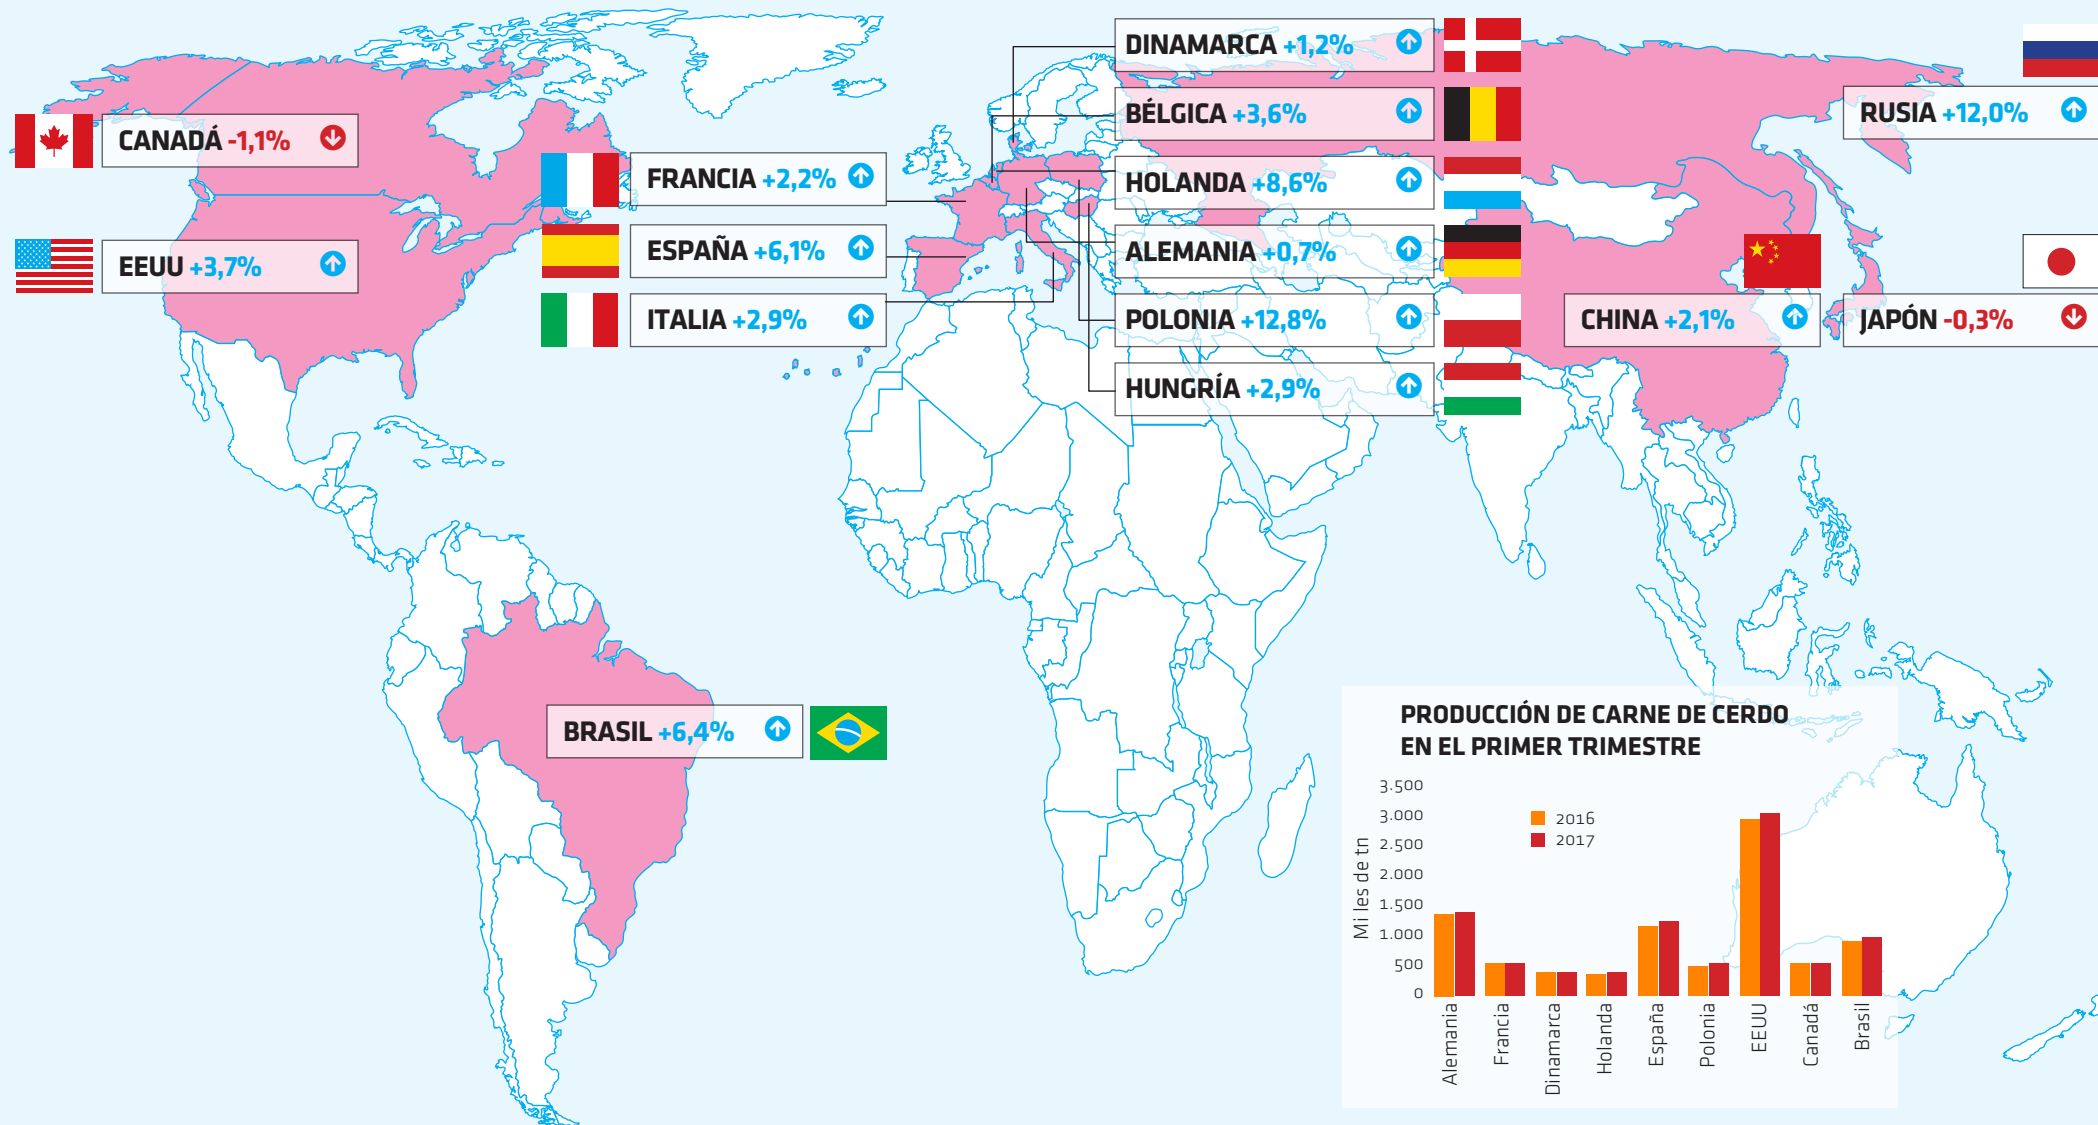 DINAMARCA +1,2%
BÉLGICA +3,6%
HOLANDA +8,6%
ALEMANIA +0,7%
POLONIA +12,8%
HUNGRÍA +2,9%
CANADÁ -1,1%
EEUU +3,7%
FRANCIA +2,2%
ESPAÑA +6,1%
ITALIA +2,9%
RUSIA +12,0%
CHINA +2,1%
JAPÓN -0,3%
BRASIL +6,4%
PRODUCCIÓN DE CARNE DE CERDO
EN EL PRIMER TRIMESTRE
Mi les de tn
3.500
3.000
2.500
2.000
1.500
1.000
500
0
2016
2017
Alemania
Francia
Dinamarca
Holanda
España
Polonia
EEUU
Canadá
Brasil